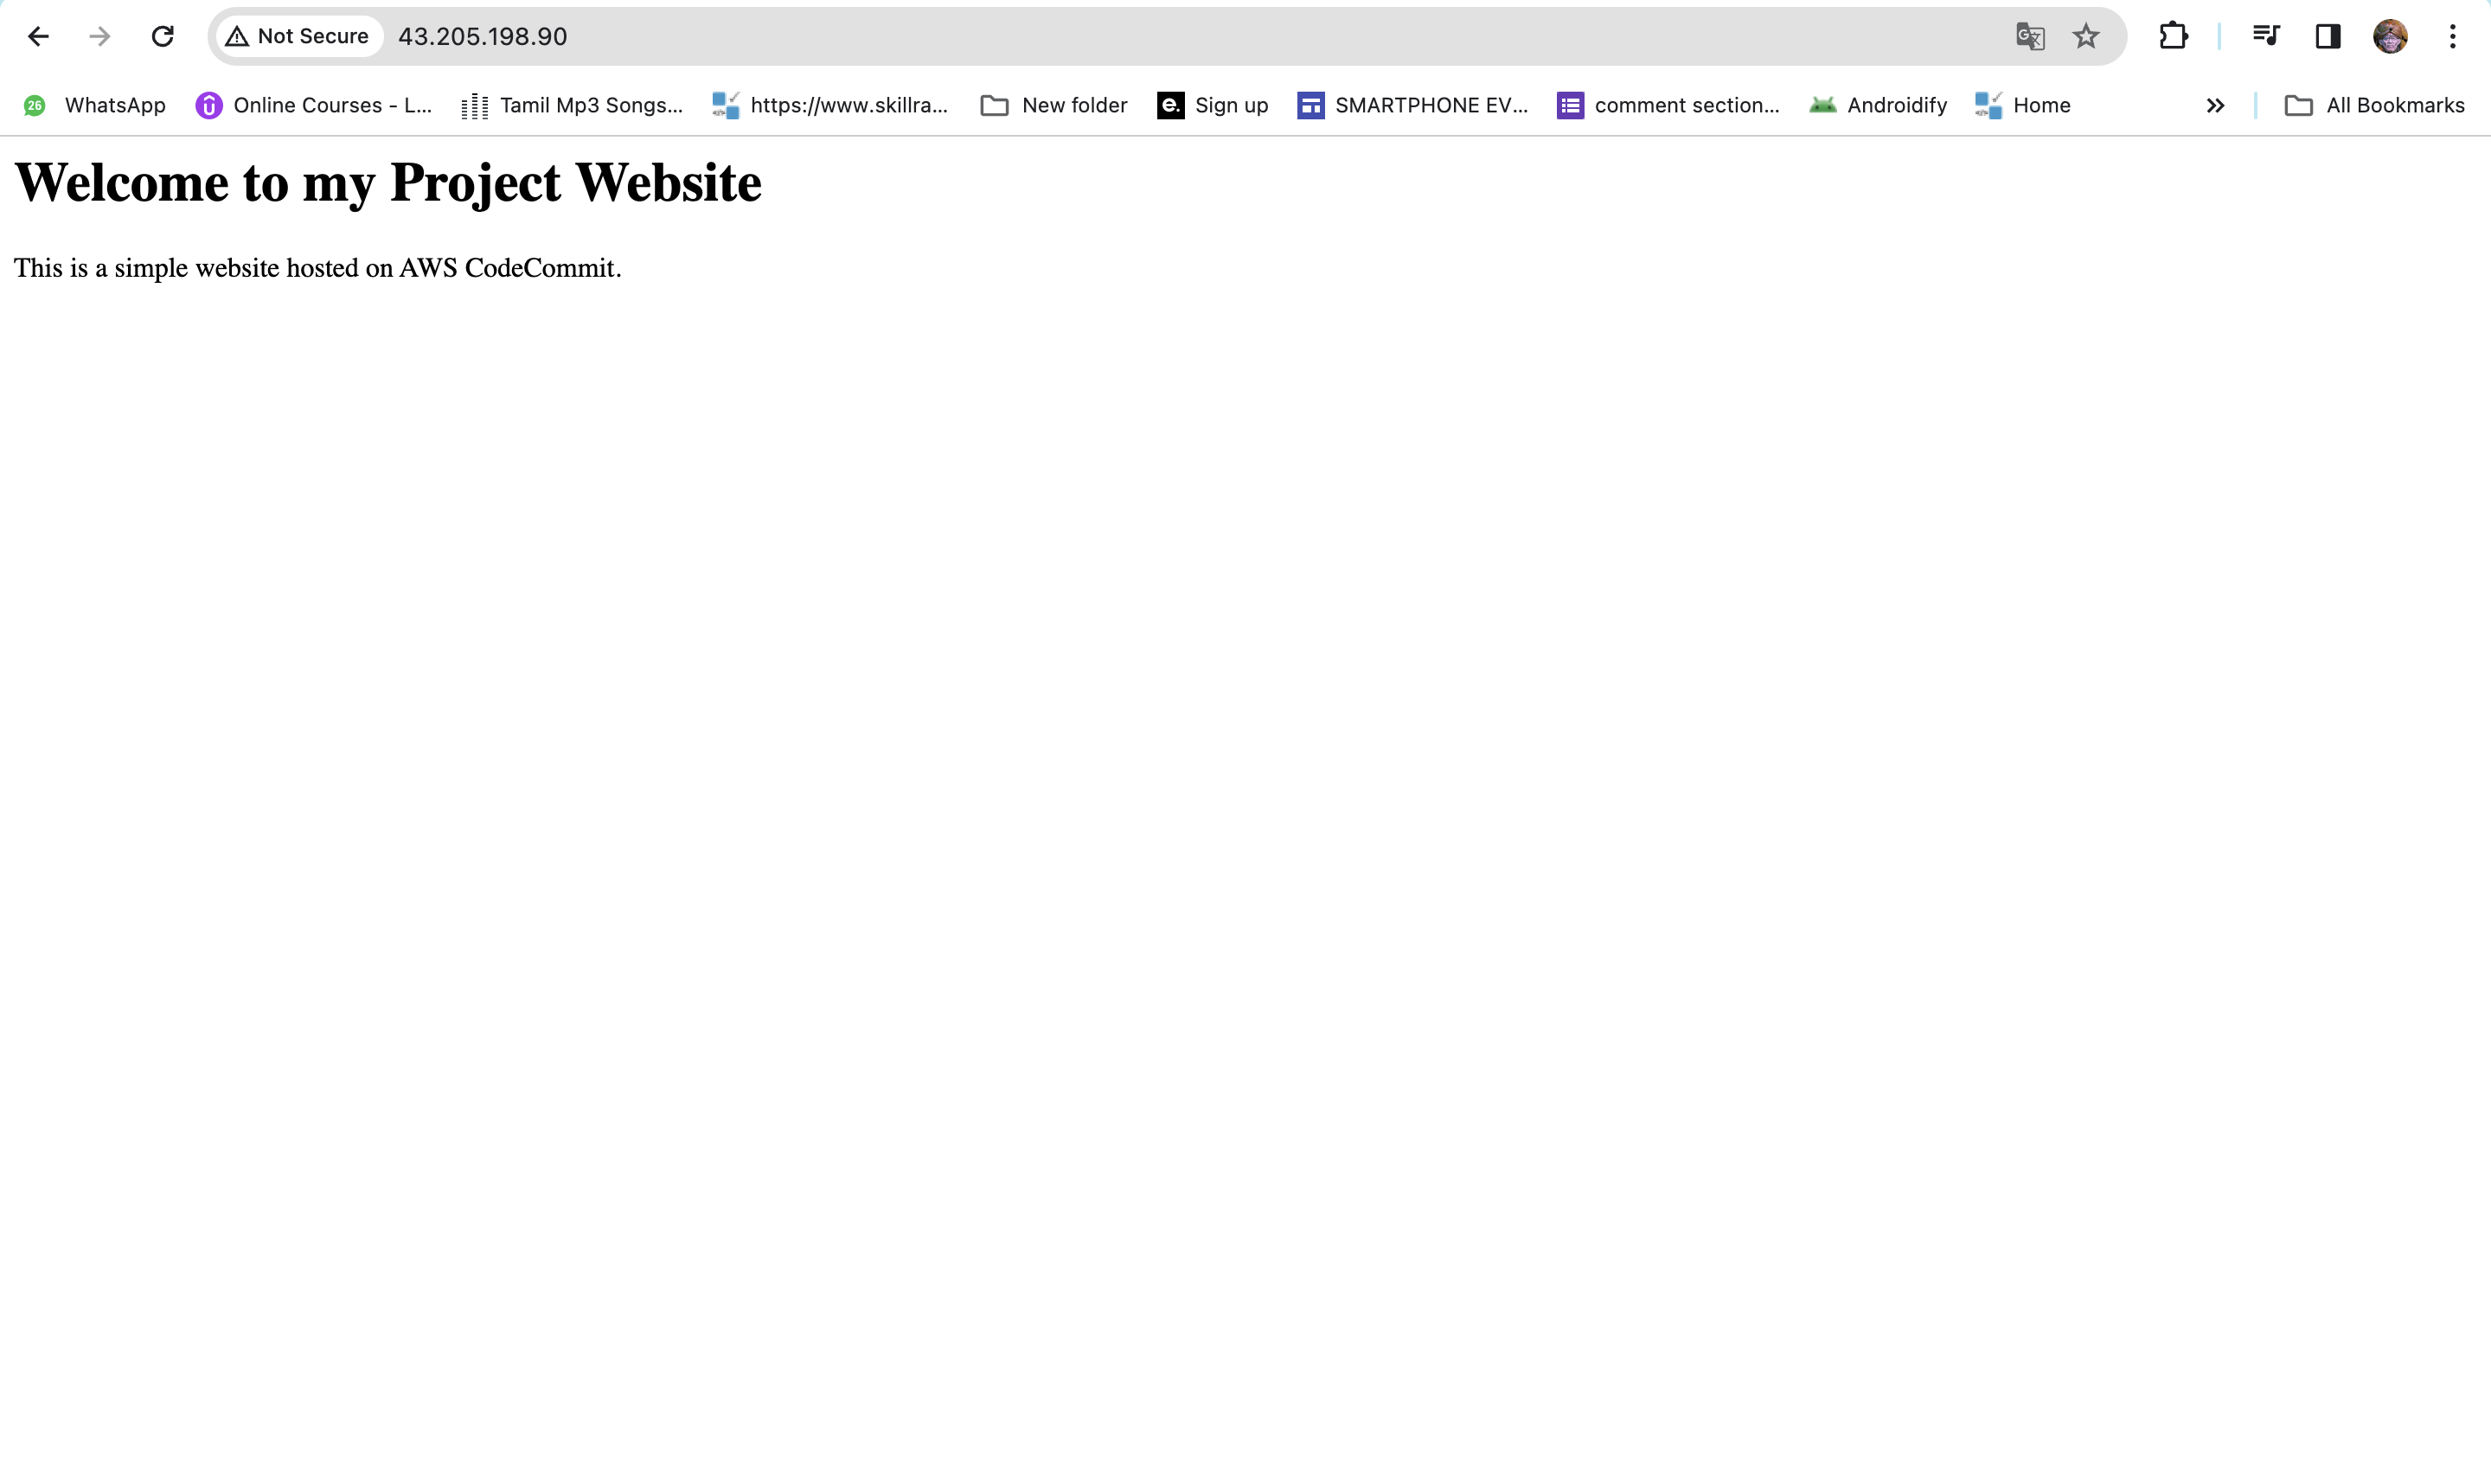 Not Secure 43.205.198.90
26 WhatsApp Online Courses - L... Tamil Mp3 Songs... https://www.skillra... New folder e. Sign up SMARTPHONE EV... comment section... Androidify Home » All Bookmarks
Welcome to my Project Website
This is a simple website hosted on AWS CodeCommit.